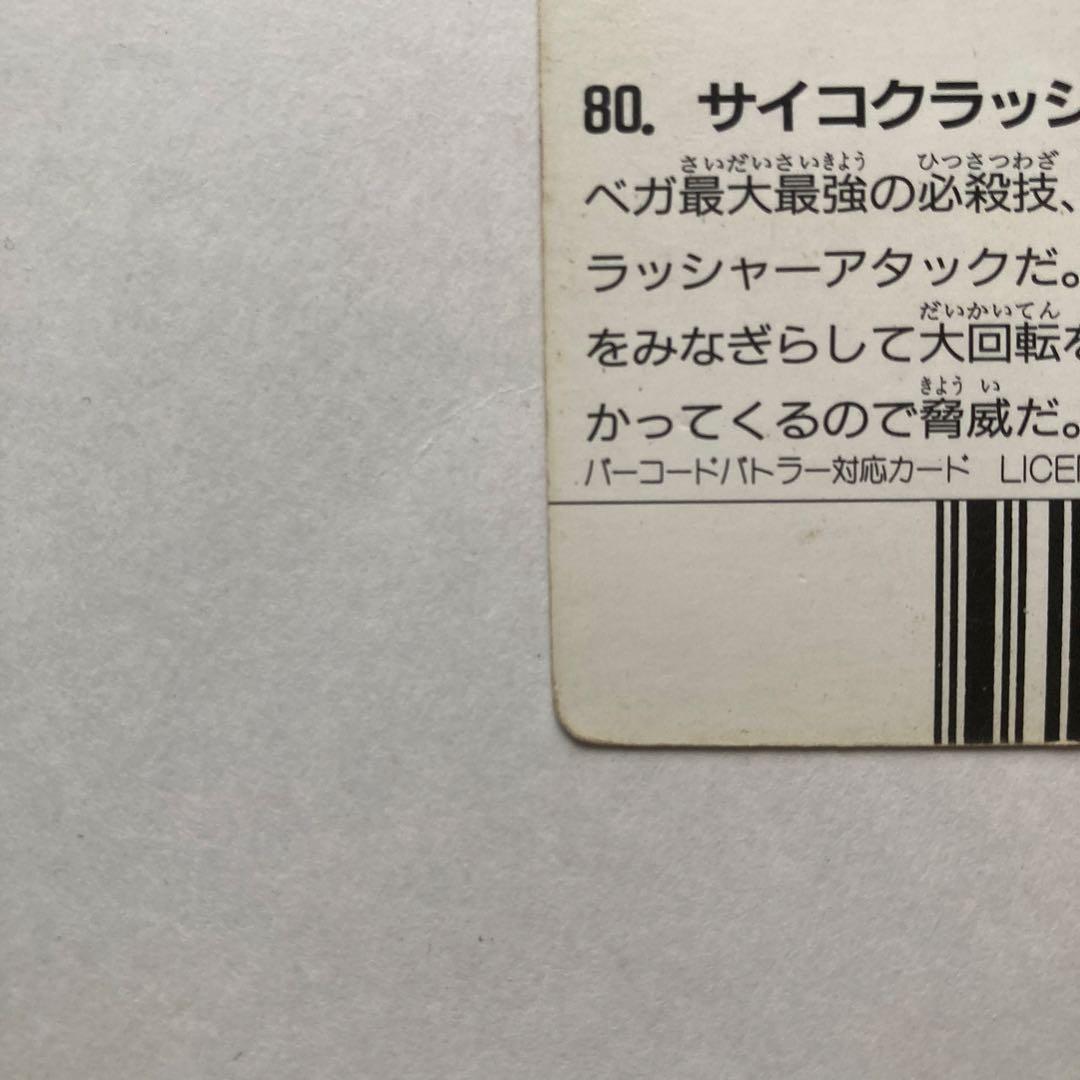 80. サイコクラッシ
さいだいさいきよう ひつさつわざ
ベガ最大最強の必殺技、
ラッシャーアタックだ。
だいかいてん
をみなぎらして大回転を
きよう い
かってくるので脅威だ。
バーコードバトラー対応カード LICE